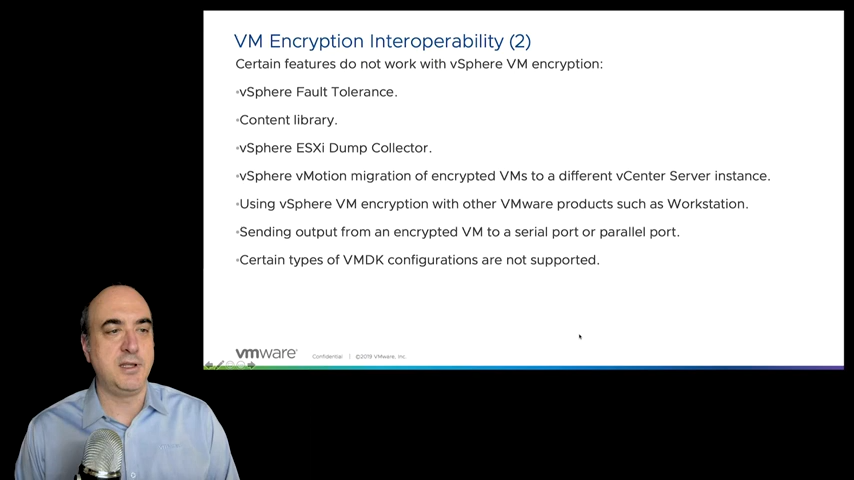 VM Encryption Interoperability (2)
Certain features do not work with vSphere VM encryption:
▪vSphere Fault Tolerance.
▪Content library.
▪vSphere ESXi Dump Collector.
▪vSphere vMotion migration of encrypted VMs to a different vCenter Server instance.
▪Using vSphere VM encryption with other VMware products such as Workstation.
▪Sending output from an encrypted VM to a serial port or parallel port.
▪Certain types of VMDK configurations are not supported.
vmware® Confidential | ©2019 VMware, Inc.